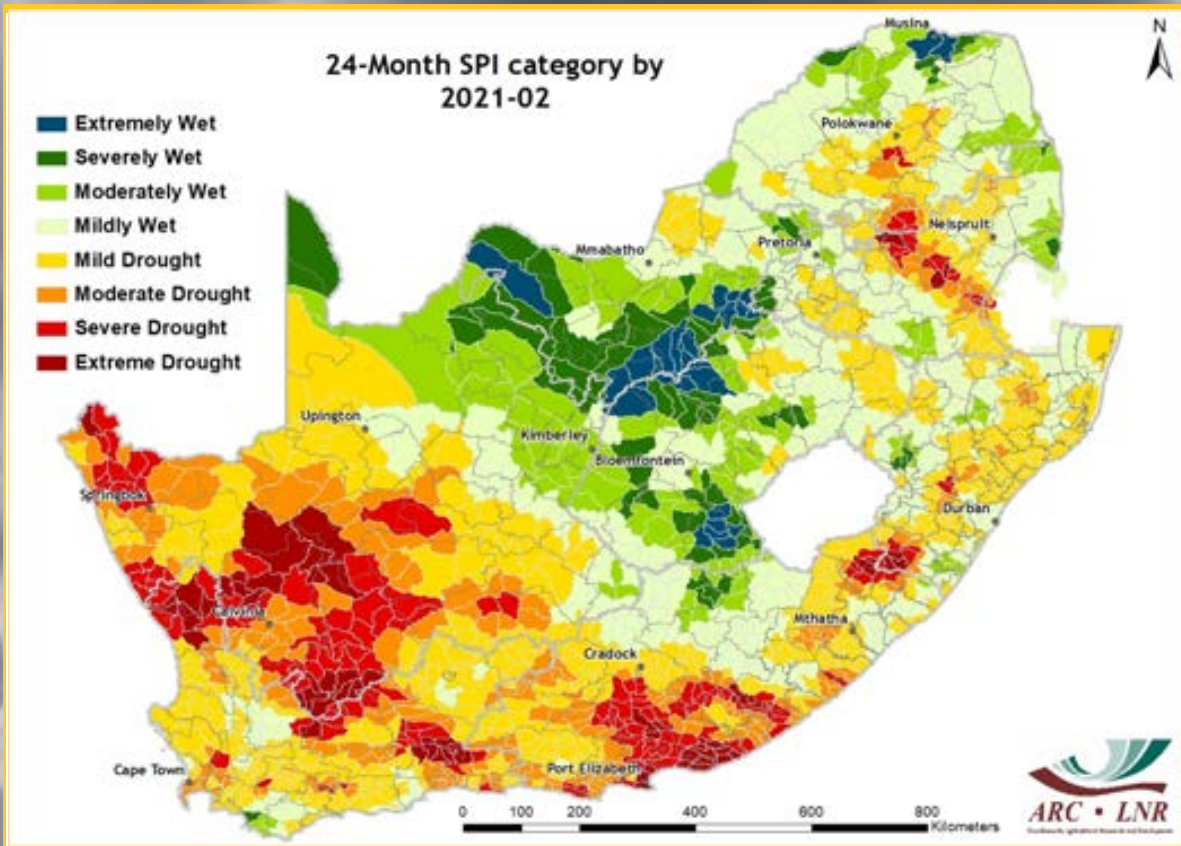 24-Month SPI category by
2021-02
Extremely Wet
Severely Wet
Moderately Wet
Mildly Wet
Mild Drought
Moderate Drought
Severe Drought
Extreme Drought
Musina
N
Polokwane
Nelspruit
Pretoria
Mmabatho
Upington
Kimberley
Bloemfontein
Springbok
Durban
Calvinia
Mthatha
Cradock
Cape Town
Port Elizabeth
0 100 200 400 600 800
Kilometers
ARC • LNR